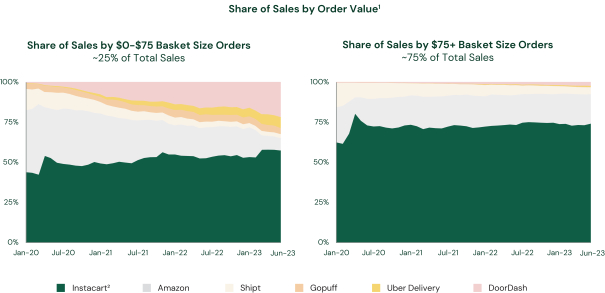 Share of Sales by Order Value¹
Share of Sales by $0–$75 Basket Size Orders
~25% of Total Sales
100%
75%
50%
25%
0%
Jan-20 Jul-20 Jan-21 Jul-21 Jan-22 Jul-22 Jan-23 Jun-23
Share of Sales by $75+ Basket Size Orders
~75% of Total Sales
100%
75%
50%
25%
0%
Jan-20 Jul-20 Jan-21 Jul-21 Jan-22 Jul-22 Jan-23 Jun-23
Instacart² Amazon Shipt Gopuff Uber Delivery DoorDash